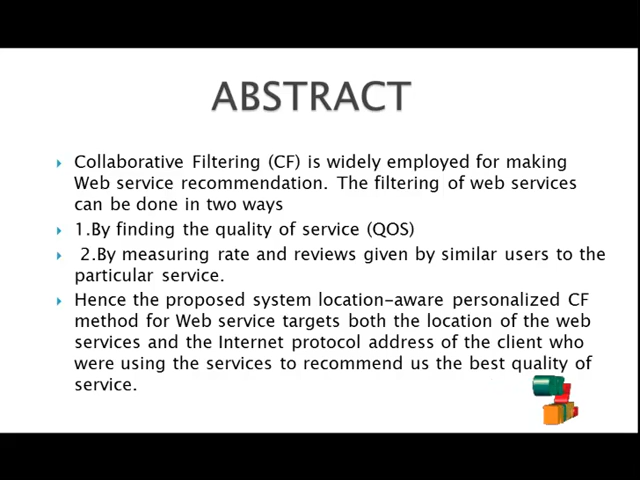 ABSTRACT
Collaborative Filtering (CF) is widely employed for making
Web service recommendation. The filtering of web services
can be done in two ways
1.By finding the quality of service (QOS)
2.By measuring rate and reviews given by similar users to the
particular service.
Hence the proposed system location-aware personalized CF
method for Web service targets both the location of the web
services and the Internet protocol address of the client who
were using the services to recommend us the best quality of
service.